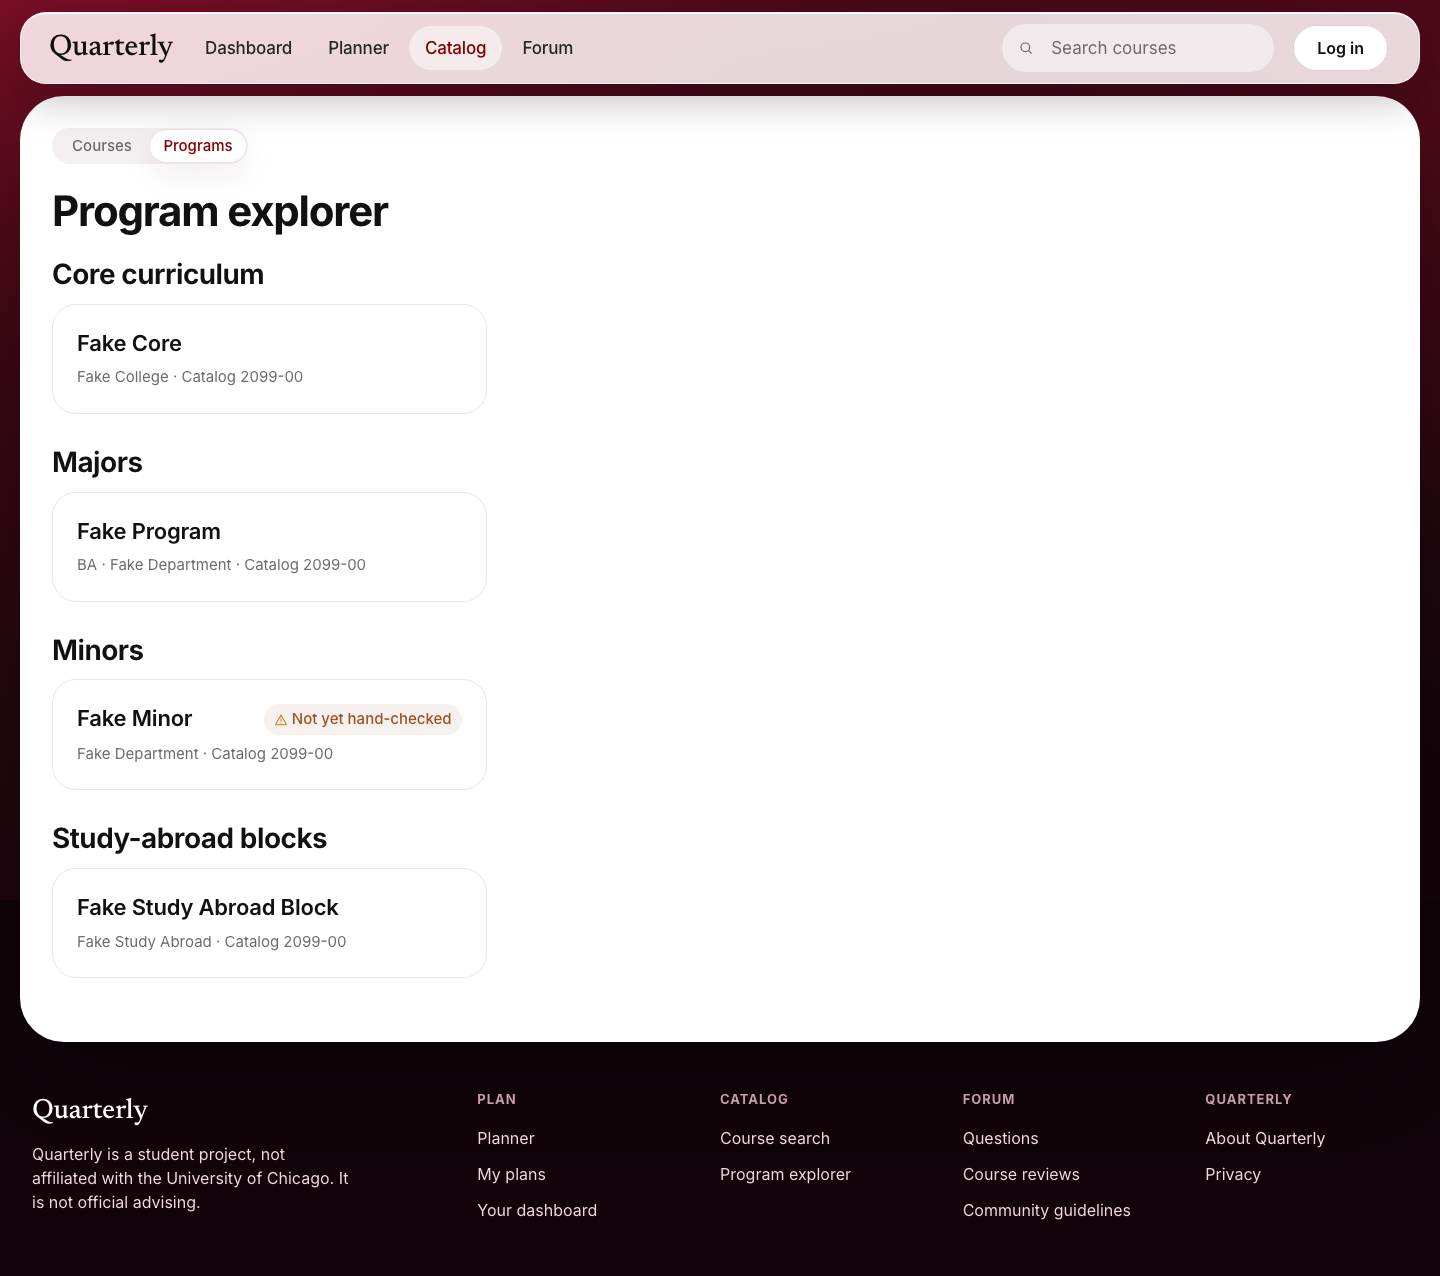 Quarterly
Dashboard
Planner
Catalog
Forum
Search courses
Log in
Courses
Programs
Program explorer
Core curriculum
Fake Core
Fake College · Catalog 2099-00
Majors
Fake Program
BA · Fake Department · Catalog 2099-00
Minors
Fake Minor
Not yet hand-checked
Fake Department · Catalog 2099-00
Study-abroad blocks
Fake Study Abroad Block
Fake Study Abroad · Catalog 2099-00
Quarterly
Quarterly is a student project, not
affiliated with the University of Chicago. It
is not official advising.
PLAN
Planner
My plans
Your dashboard
CATALOG
Course search
Program explorer
FORUM
Questions
Course reviews
Community guidelines
QUARTERLY
About Quarterly
Privacy